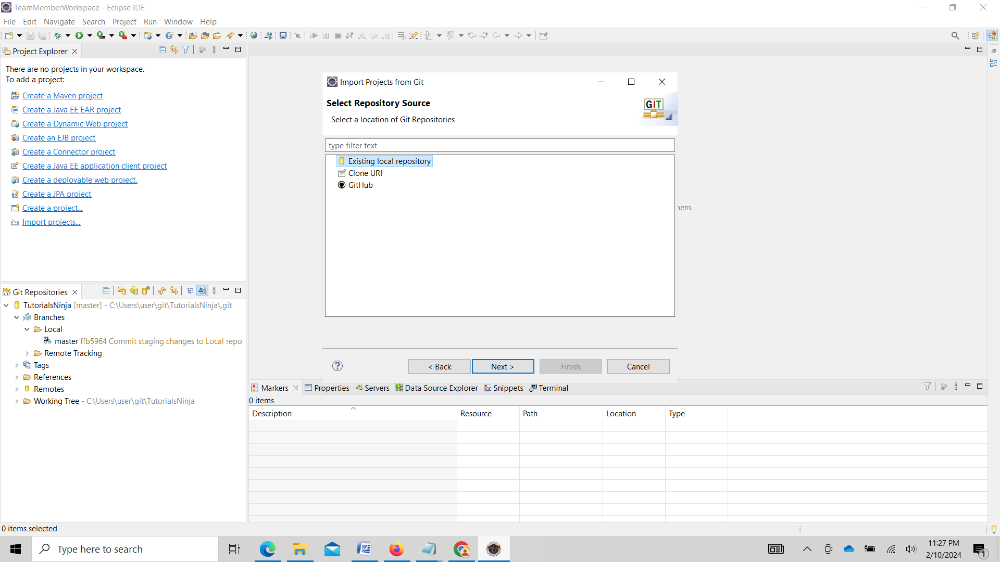 TeamMemberWorkspace - Eclipse IDE
File Edit Navigate Search Project Run Window Help
Project Explorer
There are no projects in your workspace.
To add a project:
Create a Maven project
Create a Java EE EAR project
Create a Dynamic Web project
Create an EJB project
Create a Connector project
Create a Java EE application client project
Create a deployable web project.
Create a JPA project
Create a project...
Import projects...
Import Projects from Git
Select Repository Source
Select a location of Git Repositories
GIT
type filter text
Existing local repository
Clone URI
GitHub
hem.
< Back Next > Finish Cancel
Git Repositories
TutorialsNinja [master] - C:\Users\user\git\TutorialsNinja\.git
Branches
Local
master ffb5964 Commit staging changes to Local repo
Remote Tracking
Tags
References
Remotes
Working Tree - C:\Users\user\git\TutorialsNinja
Markers Properties Servers Data Source Explorer Snippets Terminal
0 items
Description Resource Path Location Type
0 items selected
Type here to search
11:27 PM
2/10/2024
1